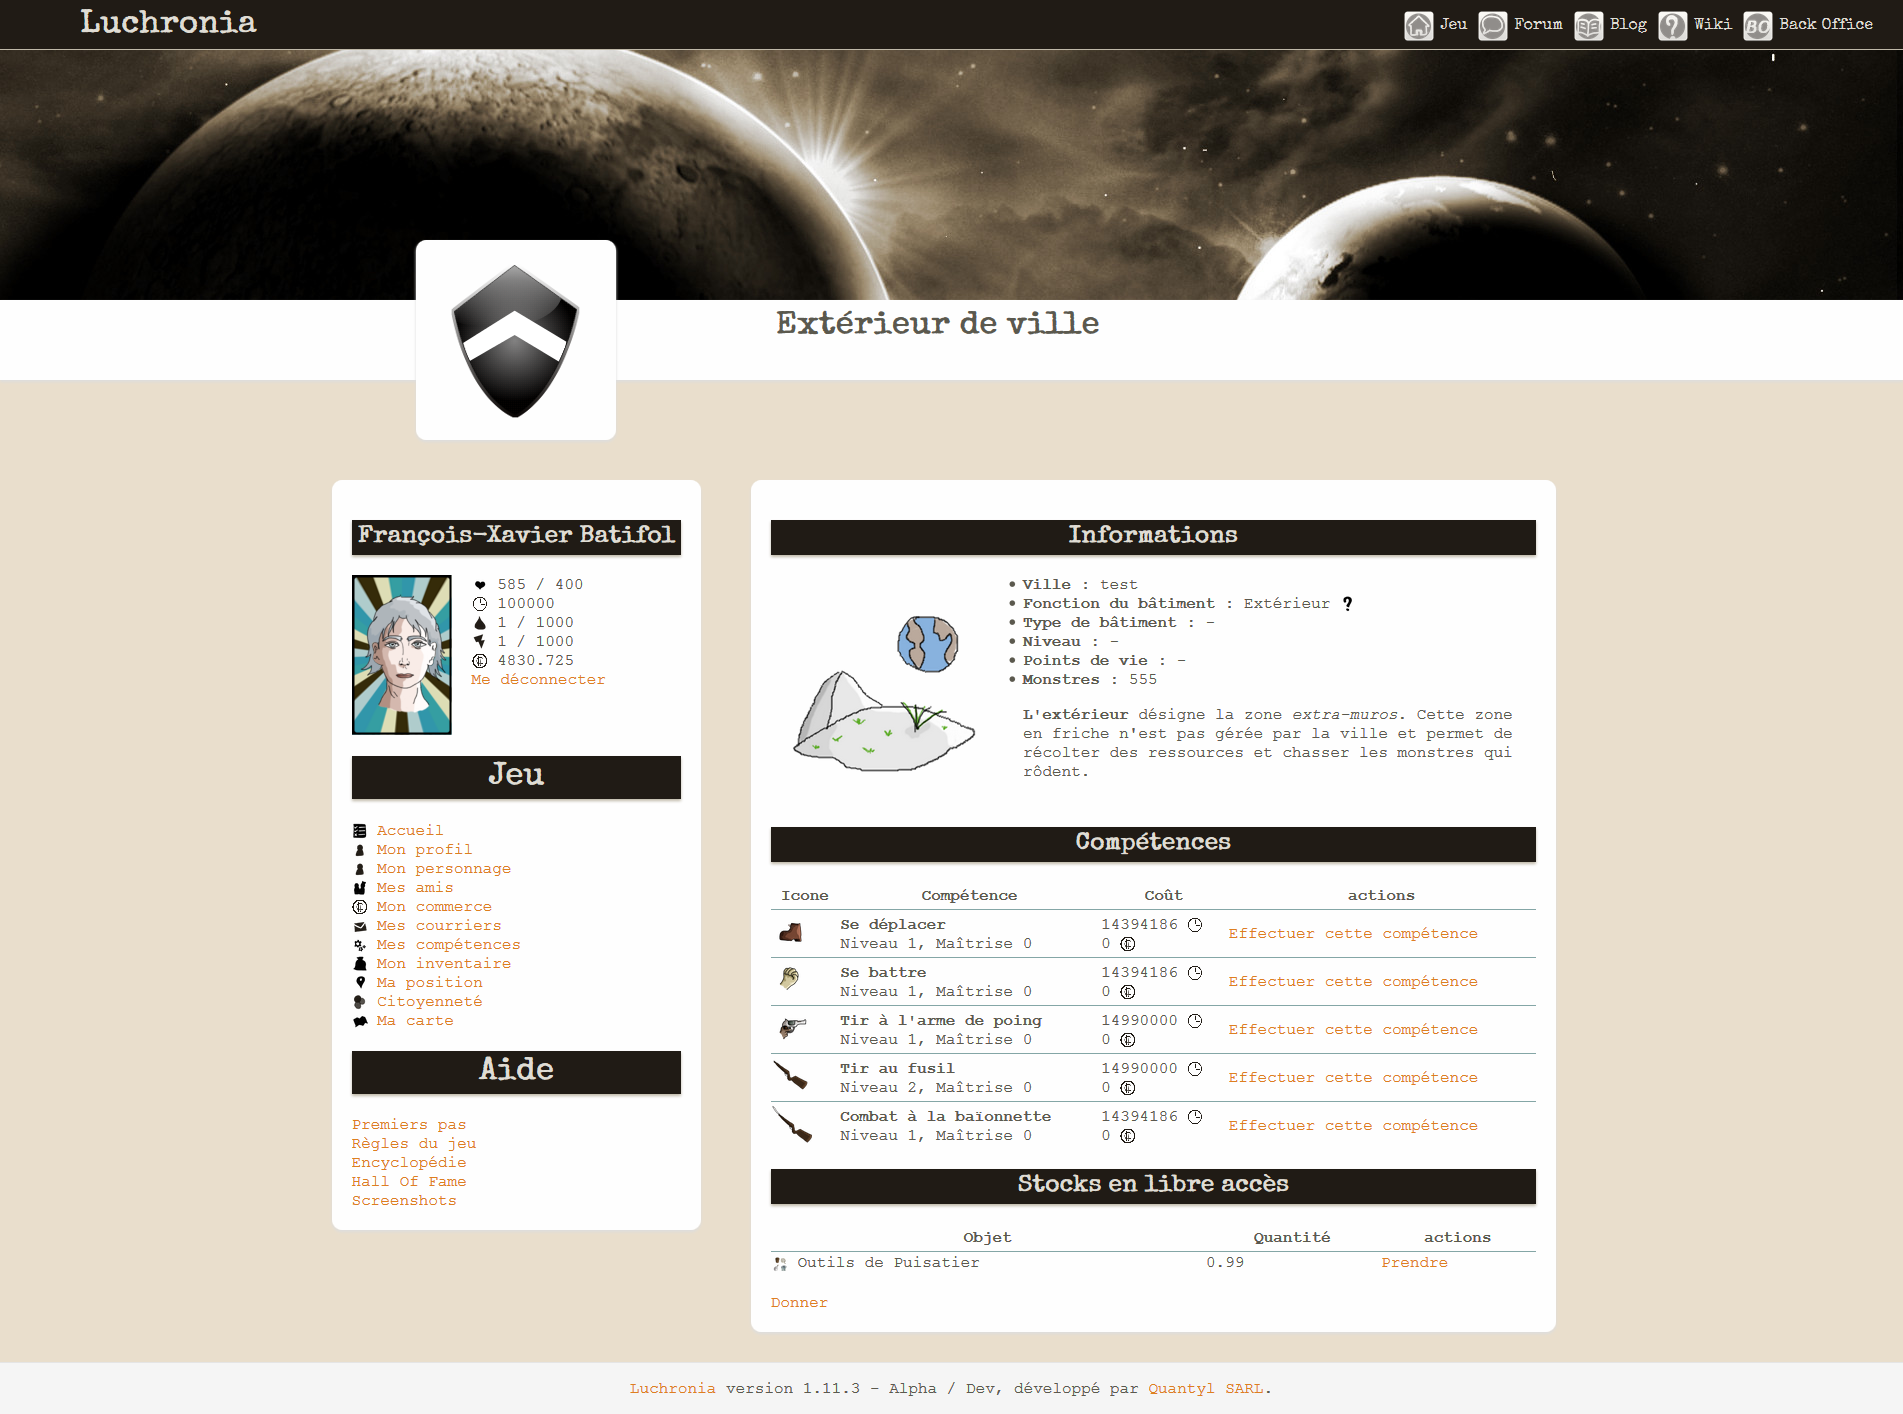 Luchronia
Jeu Forum Blog Wiki BO Back Office
Extérieur de ville
François-Xavier Batifol
585 / 400
100000
1 / 1000
1 / 1000
4830.725
Me déconnecter
Jeu
Accueil
Mon profil
Mon personnage
Mes amis
Mon commerce
Mes courriers
Mes compétences
Mon inventaire
Ma position
Citoyenneté
Ma carte
Aide
Premiers pas
Règles du jeu
Encyclopédie
Hall Of Fame
Screenshots
Informations
• Ville : test
• Fonction du bâtiment : Extérieur ?
• Type de bâtiment : -
• Niveau : -
• Points de vie : -
• Monstres : 555
L'extérieur désigne la zone extra-muros. Cette zone
en friche n'est pas gérée par la ville et permet de
récolter des ressources et chasser les monstres qui
rôdent.
Compétences
Icone Compétence Coût actions
Se déplacer 14394186
Niveau 1, Maîtrise 0 0
Effectuer cette compétence
Se battre 14394186
Niveau 1, Maîtrise 0 0
Effectuer cette compétence
Tir à l'arme de poing 14990000
Niveau 1, Maîtrise 0 0
Effectuer cette compétence
Tir au fusil 14990000
Niveau 2, Maîtrise 0 0
Effectuer cette compétence
Combat à la baïonnette 14394186
Niveau 1, Maîtrise 0 0
Effectuer cette compétence
Stocks en libre accès
Objet Quantité actions
Outils de Puisatier 0.99 Prendre
Donner
Luchronia version 1.11.3 - Alpha / Dev, développé par Quantyl SARL.